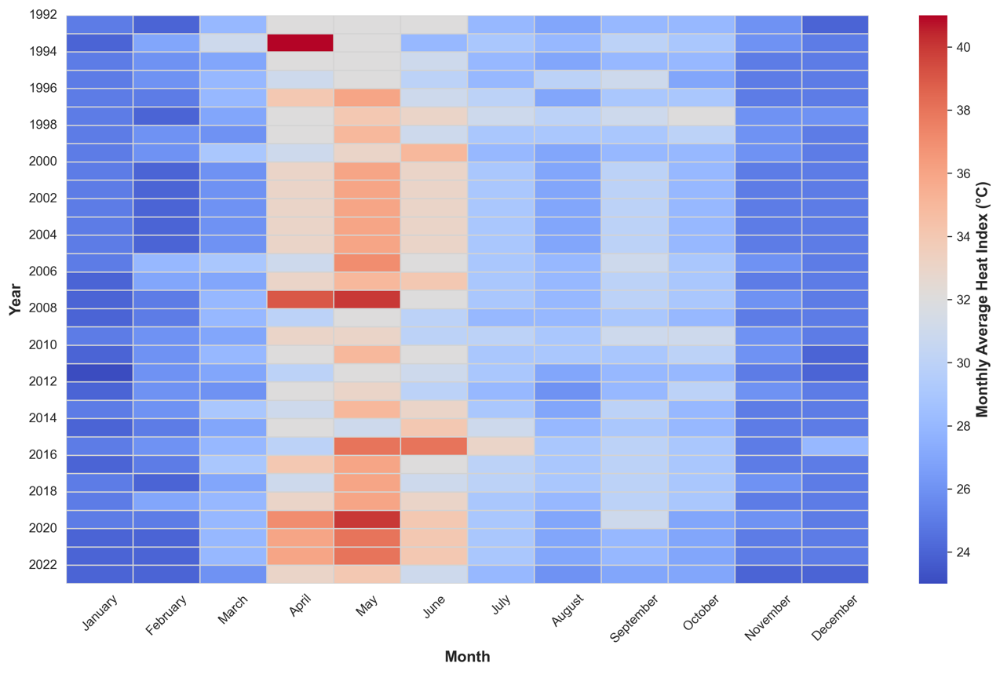 1992
1994
1996
1998
2000
2002
2004
2006
2008
2010
2012
2014
2016
2018
2020
2022
Year
January
February
March
April
May
June
July
August
September
October
November
December
Month
40
38
36
34
32
30
28
26
24
Monthly Average Heat Index (°C)